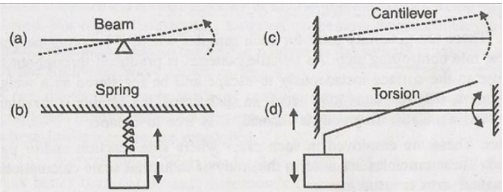 (a)
Beam
(c)
Cantilever
(b)
Spring
(d)
Torsion